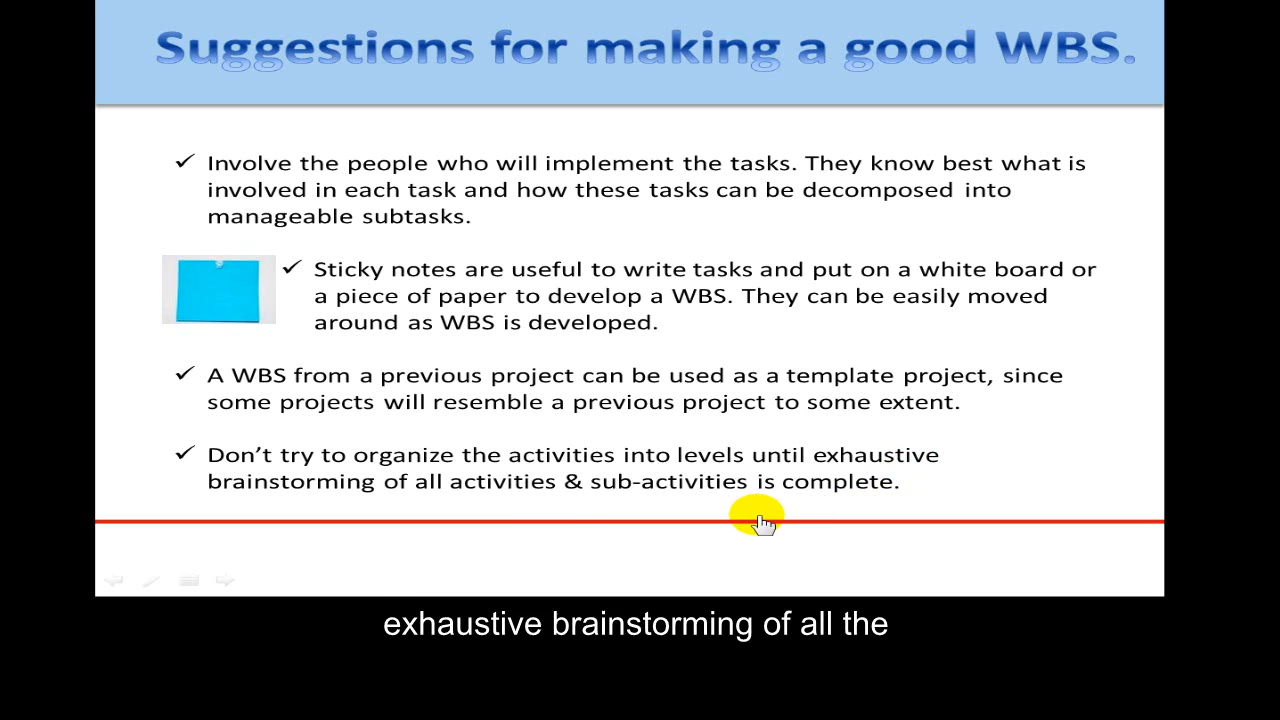 Suggestions for making a good WBS.
✓ Involve the people who will implement the tasks. They know best what is
involved in each task and how these tasks can be decomposed into
manageable subtasks.
✓ Sticky notes are useful to write tasks and put on a white board or
a piece of paper to develop a WBS. They can be easily moved
around as WBS is developed.
✓ A WBS from a previous project can be used as a template project, since
some projects will resemble a previous project to some extent.
✓ Don’t try to organize the activities into levels until exhaustive
brainstorming of all activities & sub-activities is complete.
exhaustive brainstorming of all the